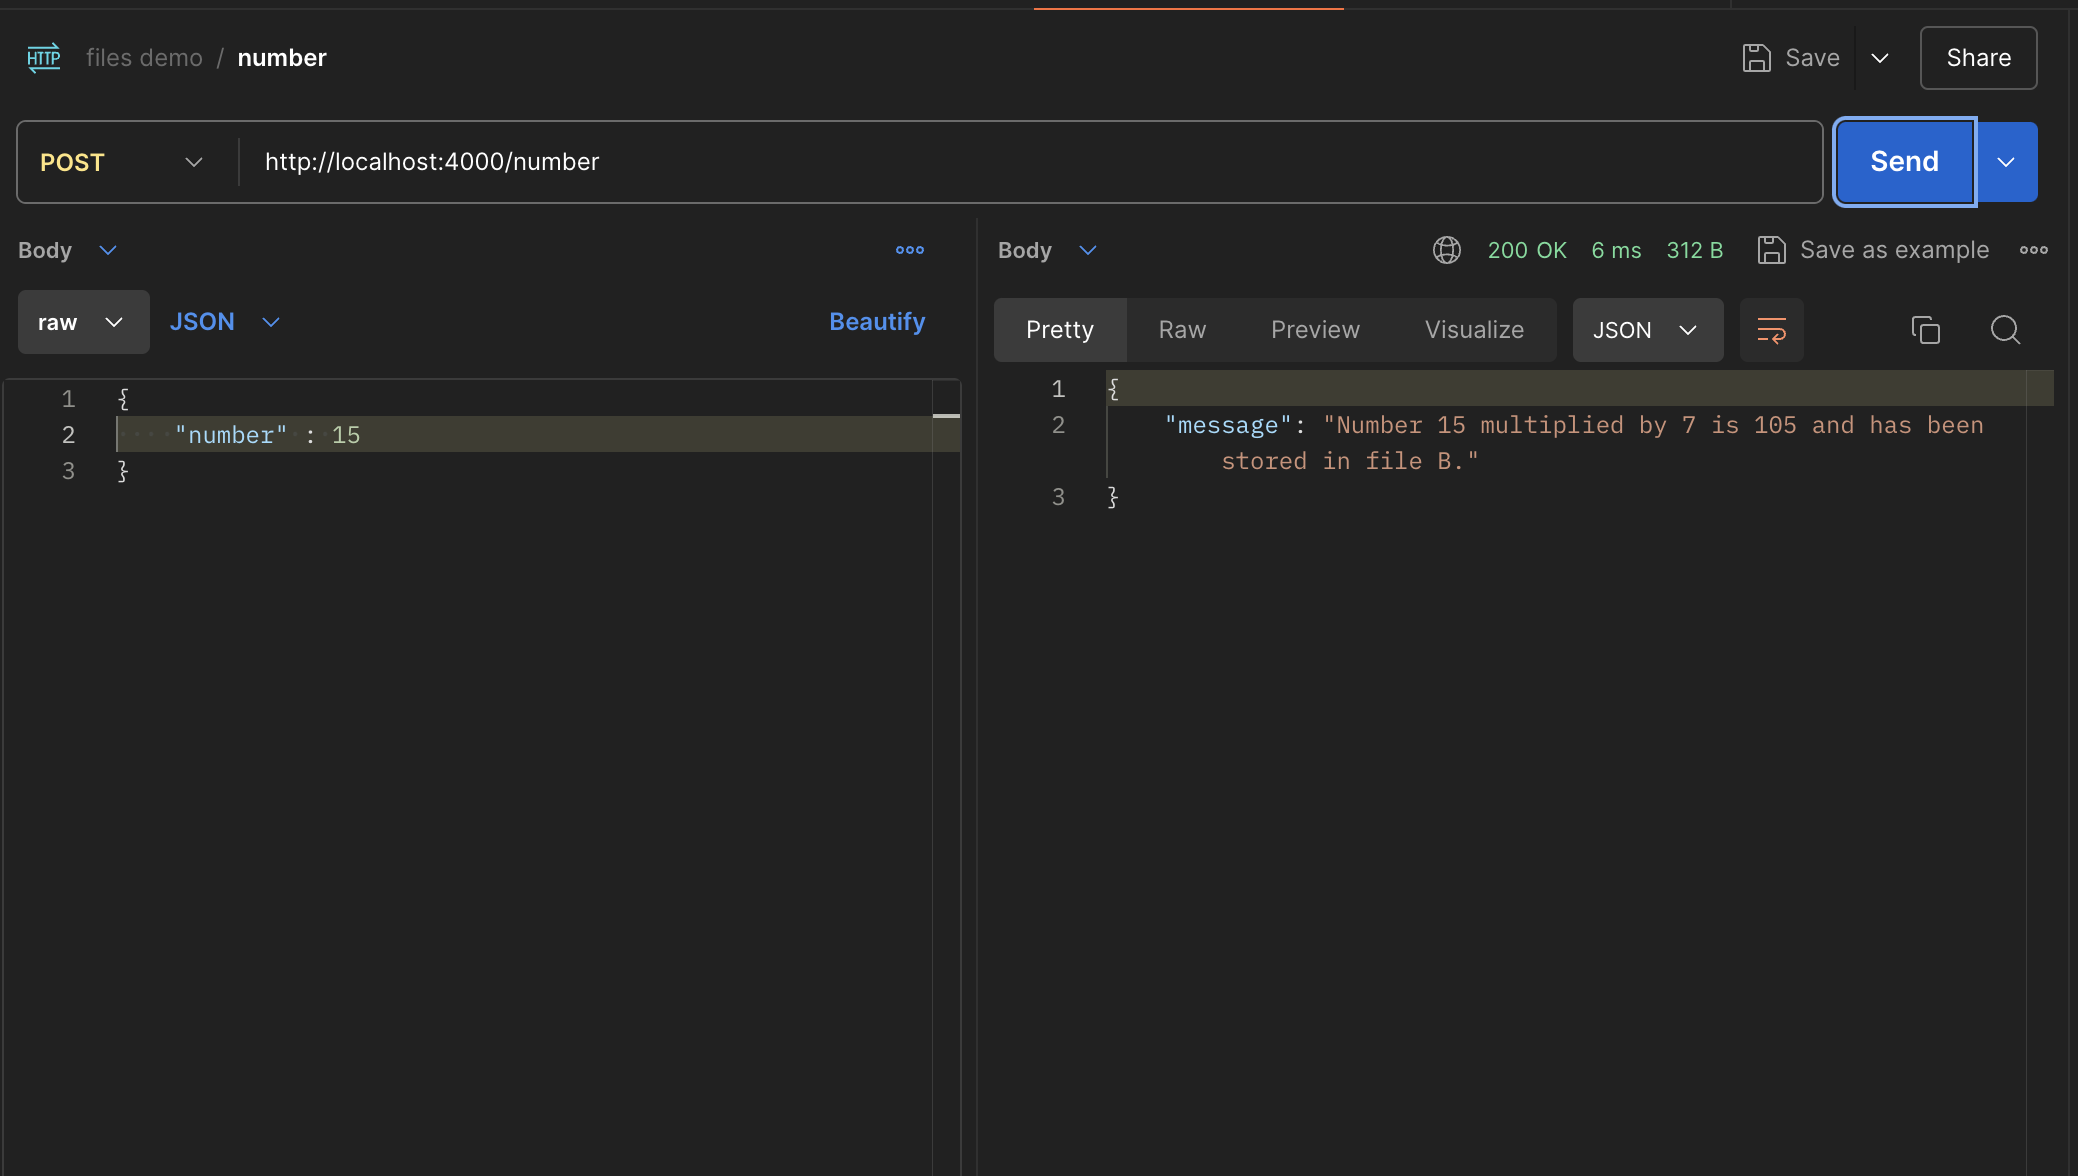 HTTP files demo / number Save Share
POST http://localhost:4000/number Send
Body
raw JSON Beautify
1 {
2 "number" : 15
3 }
Body 200 OK 6 ms 312 B Save as example
Pretty Raw Preview Visualize JSON
1 {
2 "message": "Number 15 multiplied by 7 is 105 and has been
stored in file B."
3 }